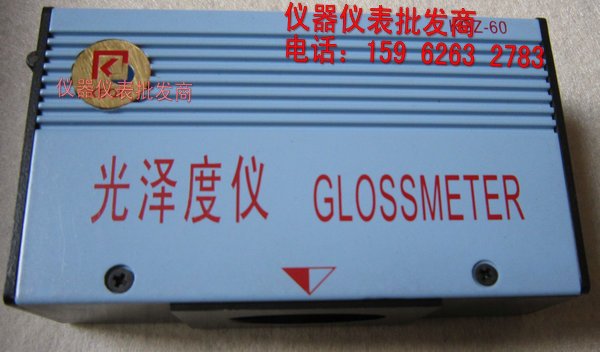 仪器仪表批发商
Z-60
电话：159 6263 2783
仪器仪表批发商
光泽度仪 GLOSSMETER